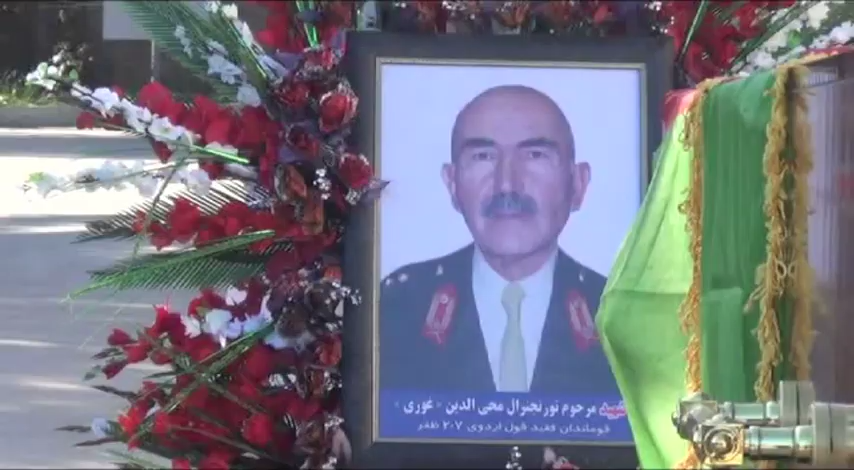 شهید مرحوم تورنجنرال محی الدین « غوری »
قوماندان فقید قول اردوی ۲۰۷ ظفر